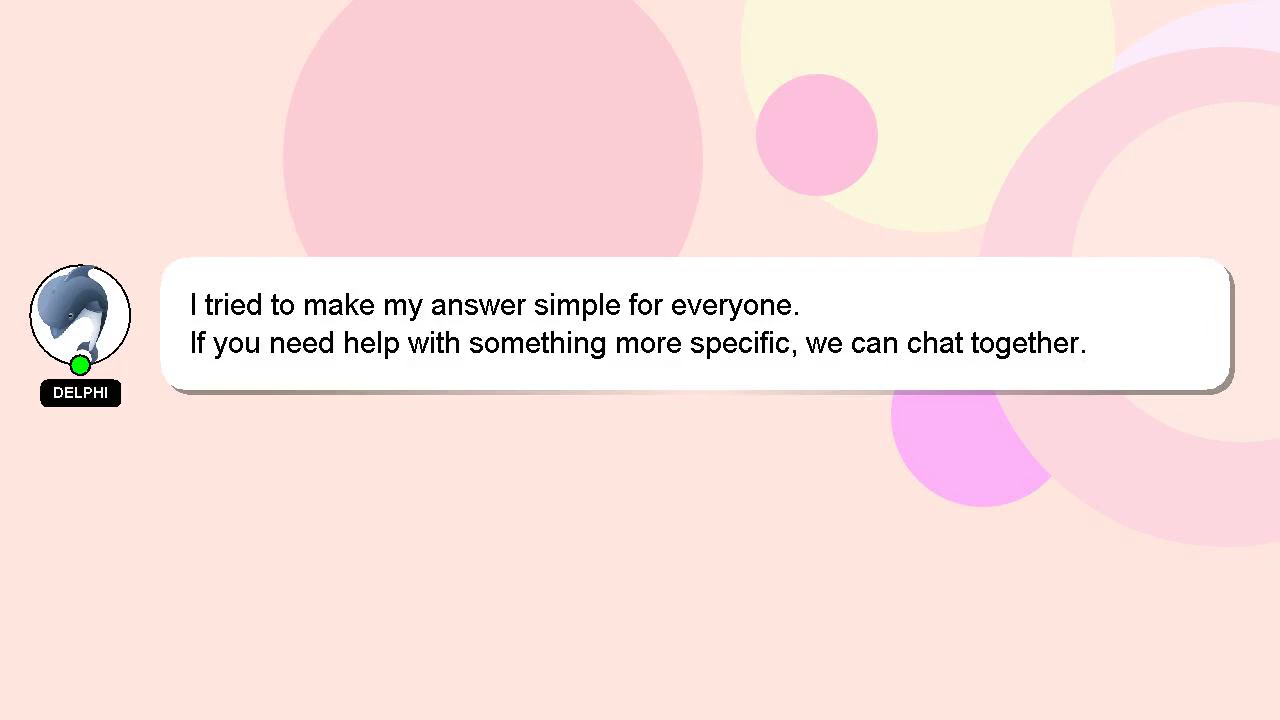 I tried to make my answer simple for everyone.
If you need help with something more specific, we can chat together.
DELPHI